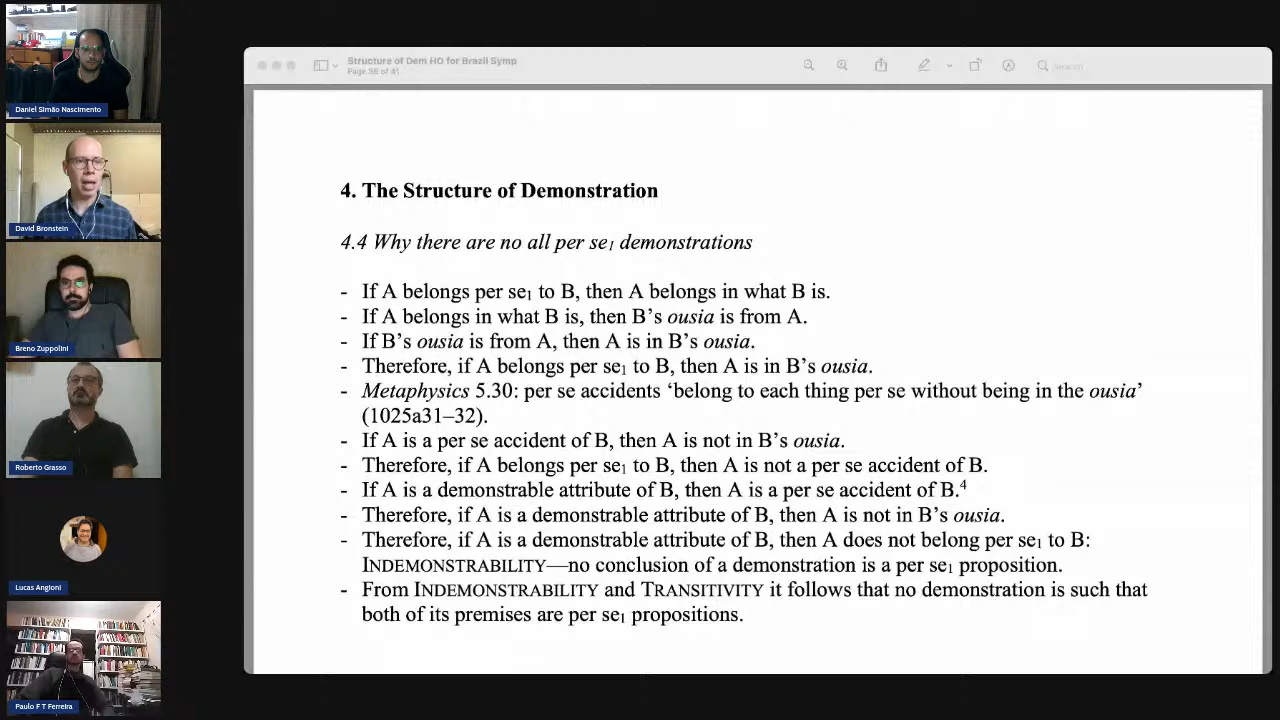 Structure of Dem HO for Brazil Symp
Page 36 of 41
Search
4. The Structure of Demonstration
4.4 Why there are no all per se₁ demonstrations
- If A belongs per se₁ to B, then A belongs in what B is.
- If A belongs in what B is, then B’s ousia is from A.
- If B’s ousia is from A, then A is in B’s ousia.
- Therefore, if A belongs per se₁ to B, then A is in B’s ousia.
- Metaphysics 5.30: per se accidents ‘belong to each thing per se without being in the ousia’
(1025a31–32).
- If A is a per se accident of B, then A is not in B’s ousia.
- Therefore, if A belongs per se₁ to B, then A is not a per se accident of B.
- If A is a demonstrable attribute of B, then A is a per se accident of B.⁴
- Therefore, if A is a demonstrable attribute of B, then A is not in B’s ousia.
- Therefore, if A is a demonstrable attribute of B, then A does not belong per se₁ to B:
INDEMONSTRABILITY—no conclusion of a demonstration is a per se₁ proposition.
- From INDEMONSTRABILITY and TRANSITIVITY it follows that no demonstration is such that
both of its premises are per se₁ propositions.
Daniel Simão Nascimento
David Bronstein
Breno Zuppolini
Roberto Grasso
Lucas Angioni
Paulo F T Ferreira